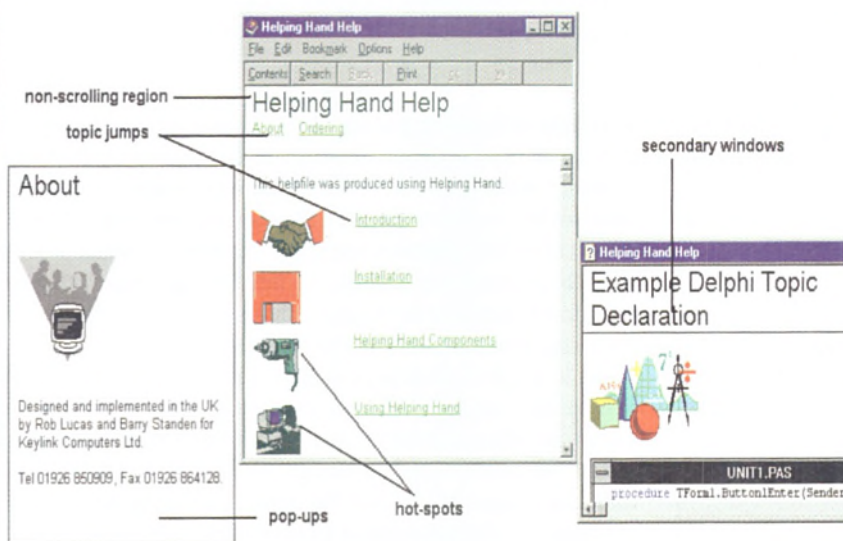 Helping Hand Help
File Edit Bookmark Options Help
Contents Search Back Print << >>
non-scrolling region
Helping Hand Help
topic jumps
About Ordering
This helpfile was produced using Helping Hand.
Introduction
Installation
Helping Hand Components
Using Helping Hand
hot-spots
About
Designed and implemented in the UK
by Rob Lucas and Barry Standen for
Keylink Computers Ltd.
Tel 01926 850909, Fax 01926 864128.
pop-ups
secondary windows
Helping Hand Help
Example Delphi Topic
Declaration
UNIT1.PAS
procedure TForm1.Button1Enter(Sender